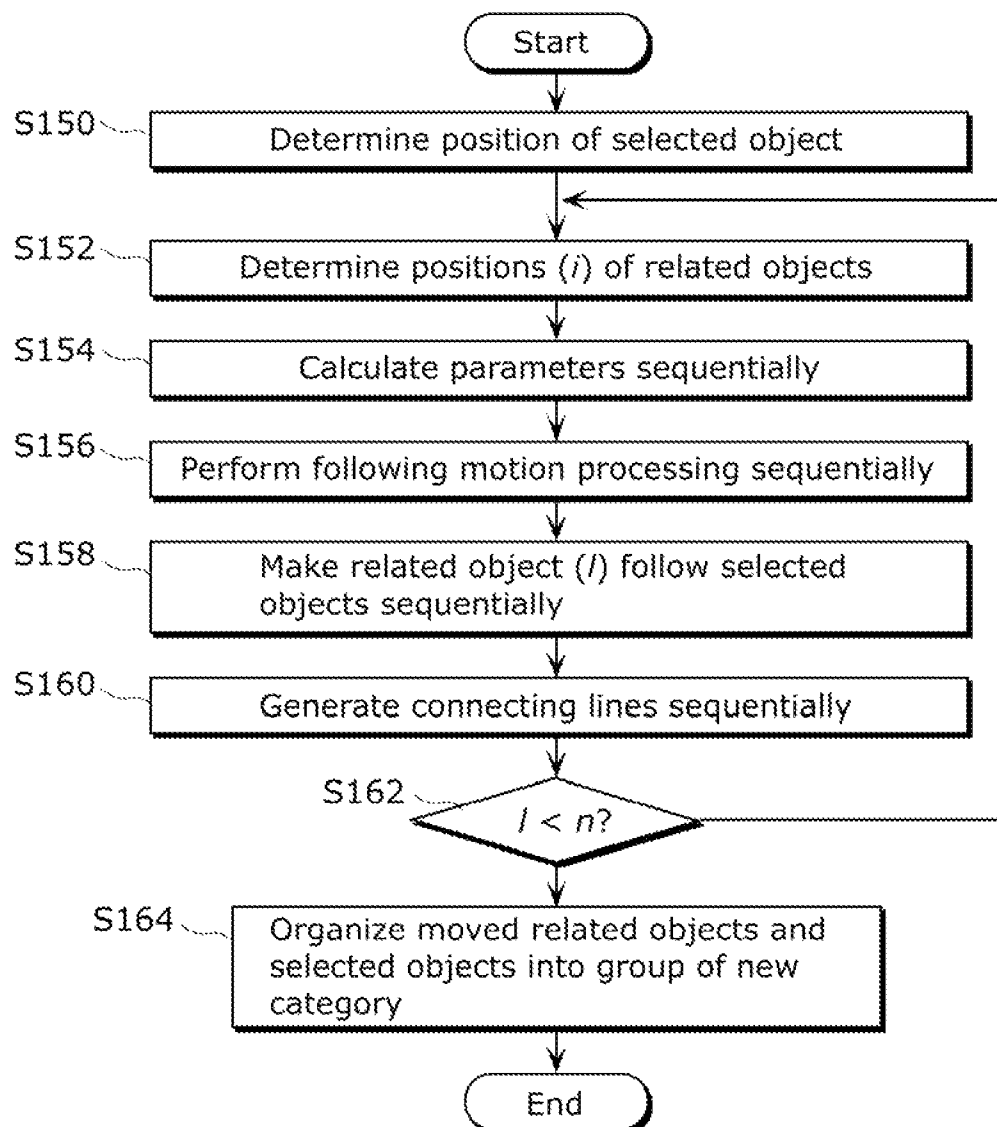 Start
S150
Determine position of selected object
S152
Determine positions (i) of related objects
S154
Calculate parameters sequentially
S156
Perform following motion processing sequentially
S158
Make related object (l) follow selected
objects sequentially
S160
Generate connecting lines sequentially
S162
l < n?
S164
Organize moved related objects and
selected objects into group of new
category
End